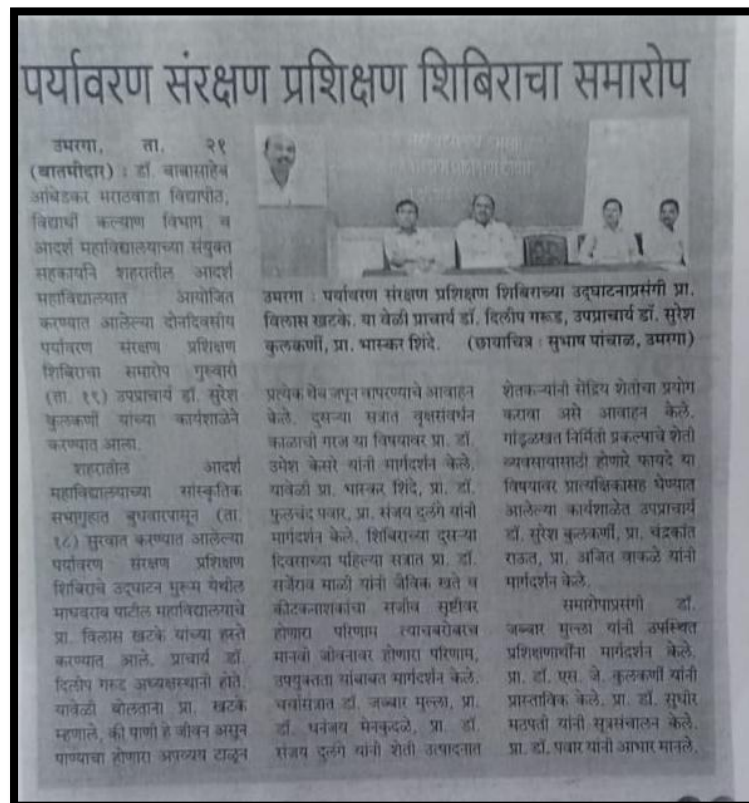 पर्यावरण संरक्षण प्रशिक्षण शिबिराचा समारोप
उमरगा, ता. २१
(बातमीदार) : डॉ. बाबासाहेब
आंबेडकर मराठवाडा विद्यापीठ,
विद्यार्थी कल्याण विभाग व
आदर्श महाविद्यालयाच्या संयुक्त
सहकार्याने शहरातील आदर्श
महाविद्यालयात आयोजित
करण्यात आलेल्या दोनदिवसीय
पर्यावरण संरक्षण प्रशिक्षण
शिबिराचा समारोप गुरुवारी
(ता. १९) उपप्राचार्य डॉ. सुरेश
कुलकर्णी यांच्या कार्यशाळेने
करण्यात आला.
शहरातील आदर्श
महाविद्यालयाच्या सांस्कृतिक
सभागृहात बुधवारपासून (ता.
१८) सुरवात करण्यात आलेल्या
पर्यावरण संरक्षण प्रशिक्षण
शिबिराचे उद्‌घाटन मुरूम येथील
माधवराव पाटील महाविद्यालयाचे
प्रा. विलास खटके यांच्या हस्ते
करण्यात आले. प्राचार्य डॉ.
दिलीप गरूड अध्यक्षस्थानी होते.
यावेळी बोलताना प्रा. खटके
म्हणाले, की पाणी हे जीवन असुन
पाण्याचा होणारा अपव्यय टाळून
उमरगा : पर्यावरण संरक्षण प्रशिक्षण शिबिराच्या उद्‌घाटनाप्रसंगी प्रा.
विलास खटके. या वेळी प्राचार्य डॉ. दिलीप गरूड, उपप्राचार्य डॉ. सुरेश
कुलकर्णी, प्रा. भास्कर शिंदे. (छायाचित्र : सुभाष पांचाळ, उमरगा)
प्रत्येक थेंब जपून वापरण्याचे आवाहन
केले. दुसऱ्या सत्रात वृक्षसंवर्धन
काळाची गरज या विषयावर प्रा. डॉ.
उमेश केसरे यांनी मार्गदर्शन केले.
यावेळी प्रा. भास्कर शिंदे, प्रा. डॉ.
फुलचंद पवार, प्रा. संजय दुलंगे यांनी
मार्गदर्शन केले. शिबिराच्या दुसऱ्या
दिवसाच्या पहिल्या सत्रात प्रा. डॉ.
सर्जेराव माळी यांनी जैविक खते व
कीटकनाशकांचा सजीव सृष्टीवर
होणारा परिणाम त्याचबरोबरच
मानवी जीवनावर होणारा परिणाम,
उपयुक्तता यांबाबत मार्गदर्शन केले.
चर्चासत्रात डॉ. जब्बार मुल्ला, प्रा.
डॉ. धनंजय मेनकुदळे, प्रा. डॉ.
संजय दुलंगे यांनी शेती उत्पादनात
शेतकऱ्यांनी सेंद्रिय शेतीचा प्रयोग
करावा असे आवाहन केले.
गांडूळखत निर्मिती प्रकल्पाचे शेती
व्यवसायासाठी होणारे फायदे या
विषयावर प्रात्यक्षिकासह घेण्यात
आलेल्या कार्यशाळेत उपप्राचार्य
डॉ. सुरेश कुलकर्णी, प्रा. चंद्रकांत
राऊत, प्रा. अजित वाकळे यांनी
मार्गदर्शन केले.
समारोपाप्रसंगी डॉ.
जब्बार मुल्ला यांनी उपस्थित
प्रशिक्षणार्थींना मार्गदर्शन केले.
प्रा. डॉ. एस. जे. कुलकर्णी यांनी
प्रास्ताविक केले. प्रा. डॉ. सुधीर
मठपती यांनी सूत्रसंचालन केले.
प्रा. डॉ. पवार यांनी आभार मानले.